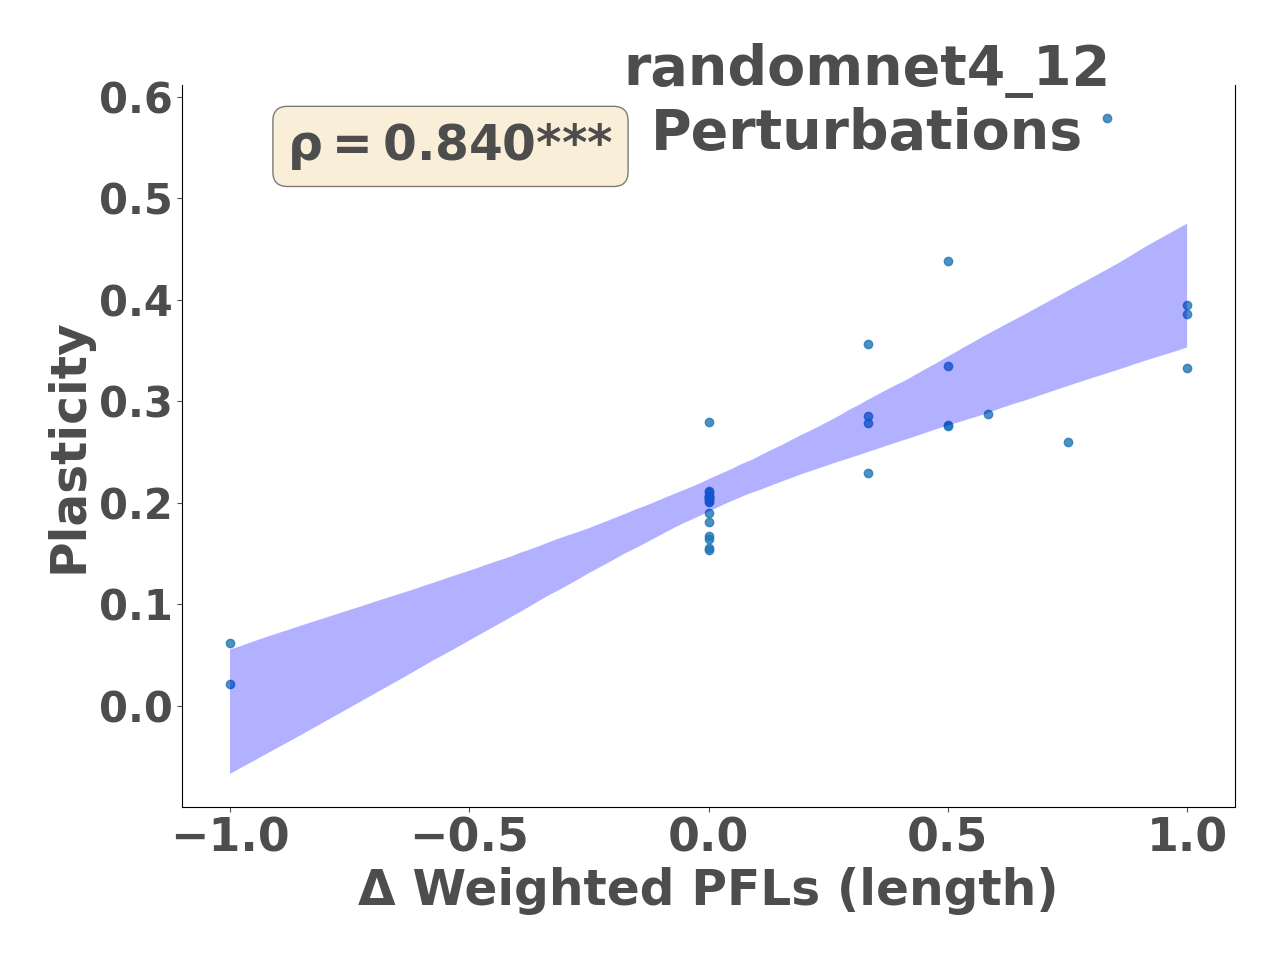 randomnet4_12
Perturbations
ρ = 0.840***
0.6
0.5
0.4
0.3
0.2
0.1
0.0
Plasticity
−1.0 −0.5 0.0 0.5 1.0
Δ Weighted PFLs (length)